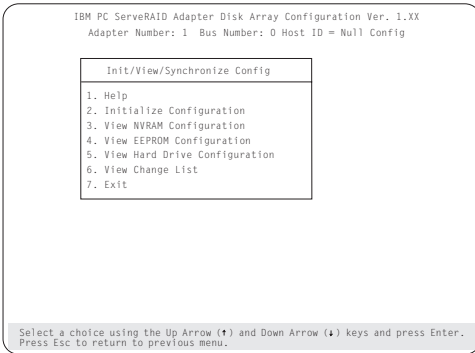 IBM PC ServeRAID Adapter Disk Array Configuration Ver. 1.XX
Adapter Number: 1 Bus Number: 0 Host ID = Null Config
Init/View/Synchronize Config
1. Help
2. Initialize Configuration
3. View NVRAM Configuration
4. View EEPROM Configuration
5. View Hard Drive Configuration
6. View Change List
7. Exit
Select a choice using the Up Arrow (↑) and Down Arrow (↓) keys and press Enter.
Press Esc to return to previous menu.